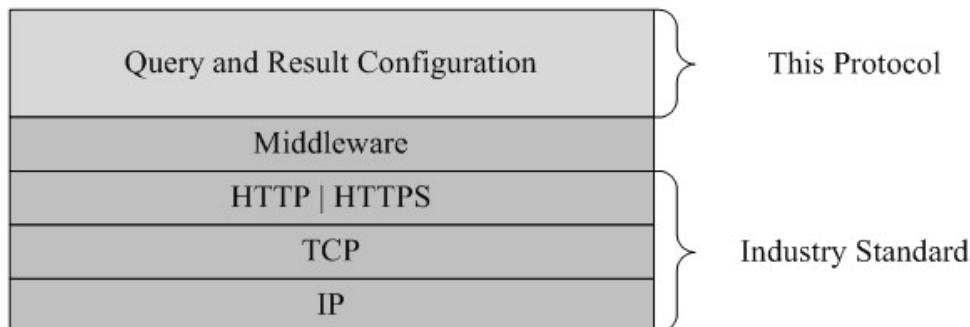 Query and Result Configuration
This Protocol
Middleware
HTTP | HTTPS
TCP
Industry Standard
IP